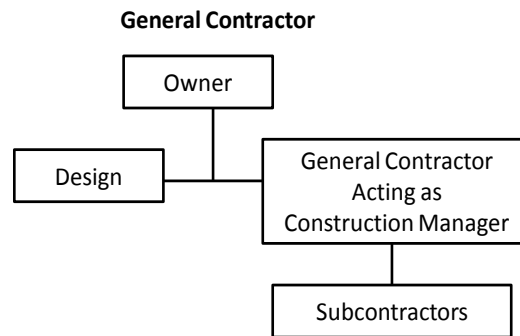 General Contractor
Owner
Design
General Contractor
Acting as
Construction Manager
Subcontractors